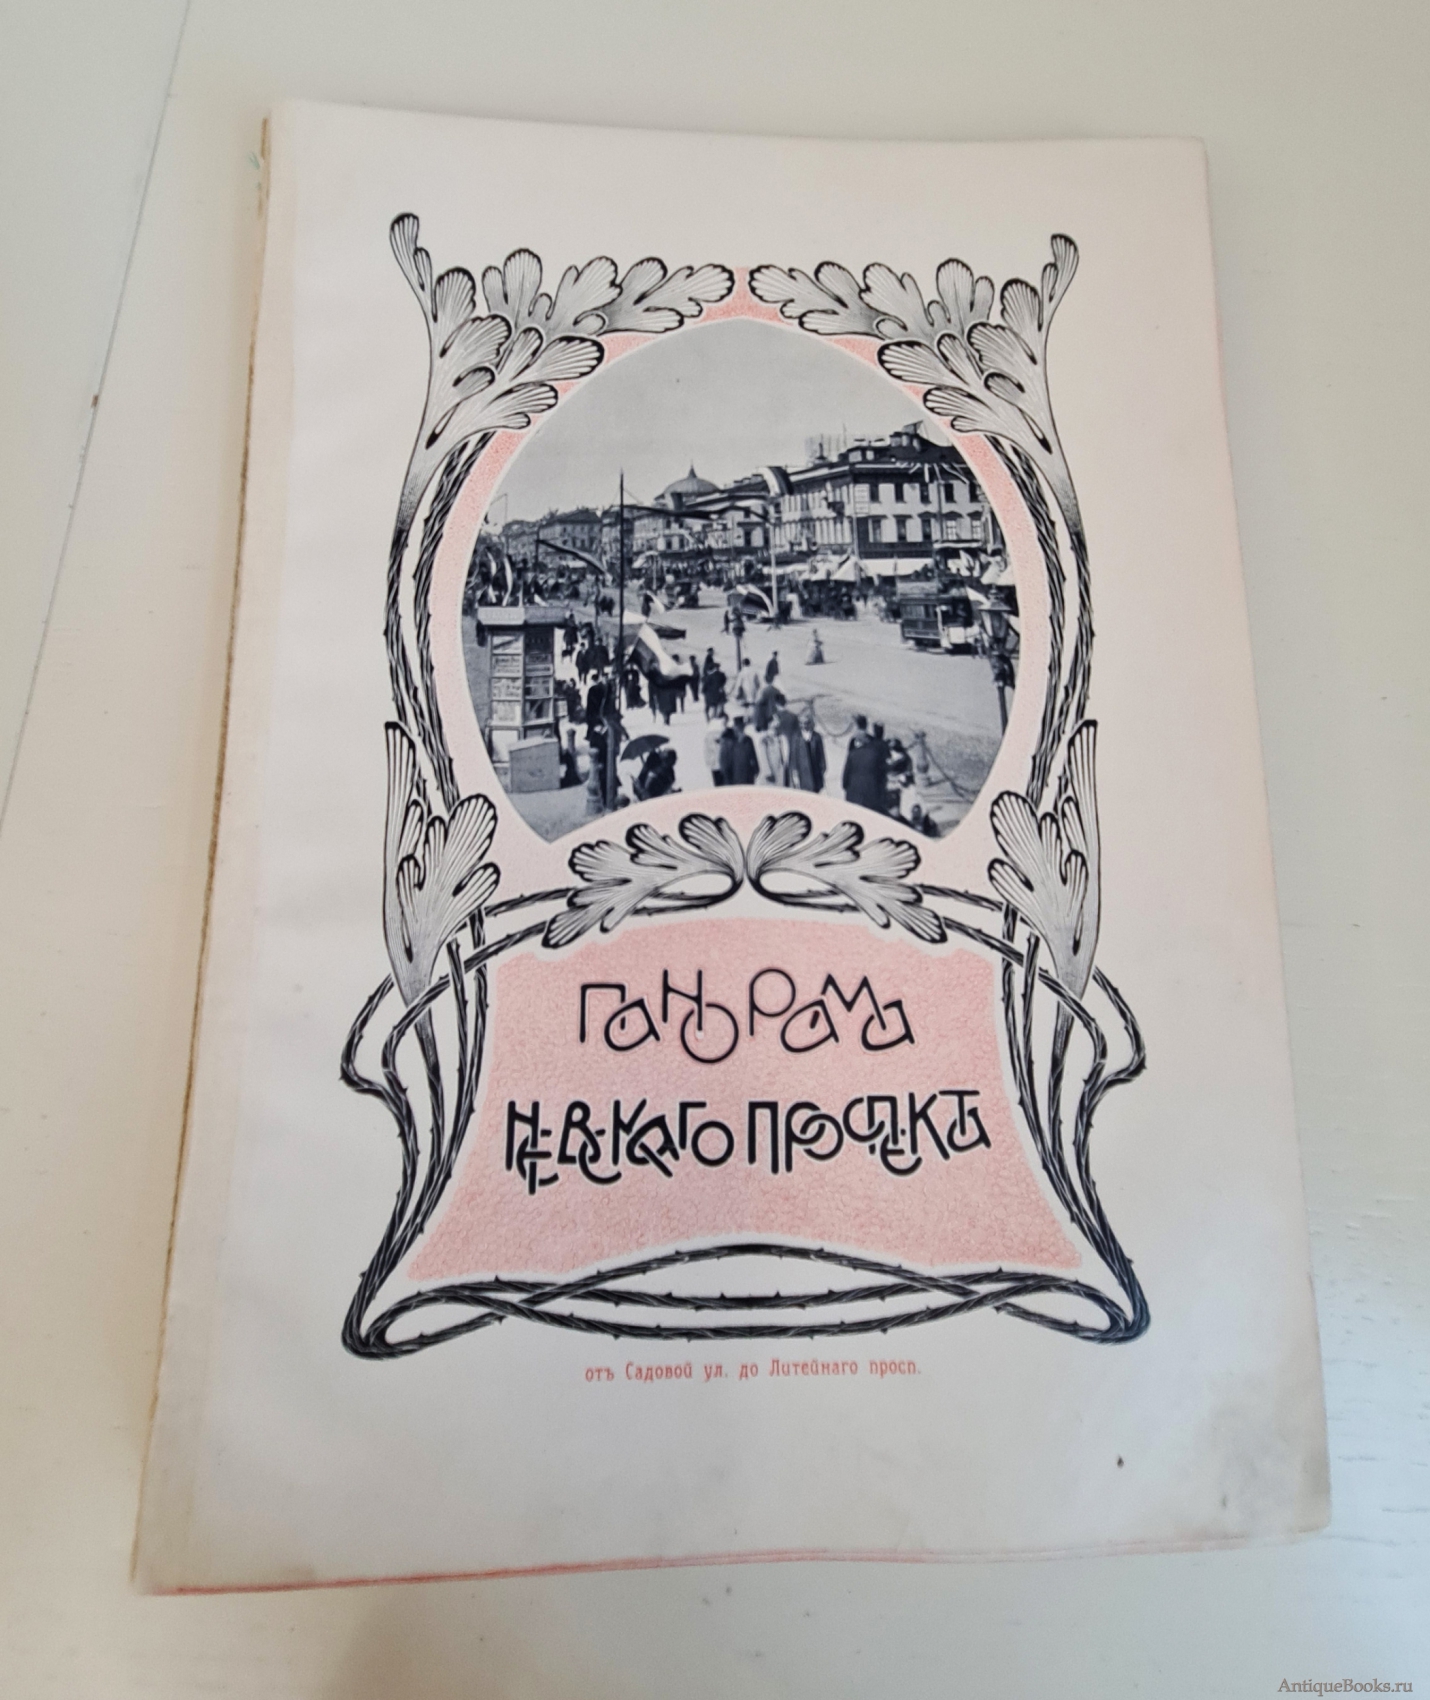 Панорама
Невскаго проспекта
отъ Садовой ул. до Литейнаго просп.
AntiqueBooks.ru